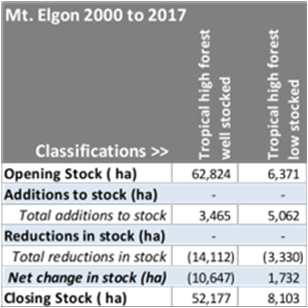 Mt. Elgon 2000 to 2017
Classifications >>
Tropical high forest
well stocked
Tropical high forest
low stocked
Opening Stock ( ha) 62,824 6,371
Additions to stock (ha) - -
Total additions to stock 3,465 5,062
Reductions in stock (ha) - -
Total reductions in stock (14,112) (3,330)
Net change in stock (ha) (10,647) 1,732
Closing Stock ( ha) 52,177 8,103